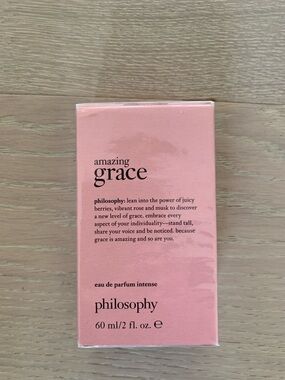 amazing
grace
philosophy: lean into the power of juicy
berries, vibrant rose and musk to discover
a new level of grace. embrace every
aspect of your individuality—stand tall,
share your voice and be noticed. because
grace is amazing and so are you.
eau de parfum intense
philosophy
60 ml/2 fl. oz. ℮